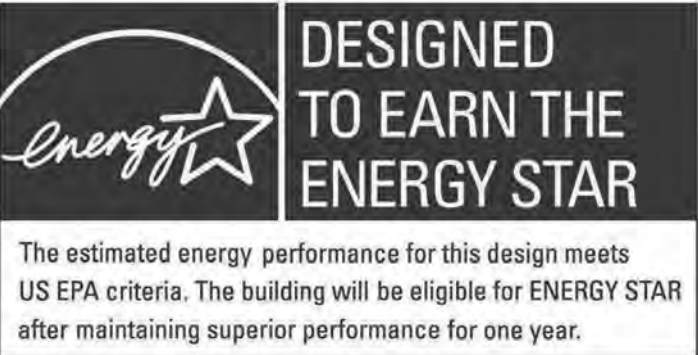 energy
DESIGNED
TO EARN THE
ENERGY STAR
The estimated energy performance for this design meets
US EPA criteria. The building will be eligible for ENERGY STAR
after maintaining superior performance for one year.